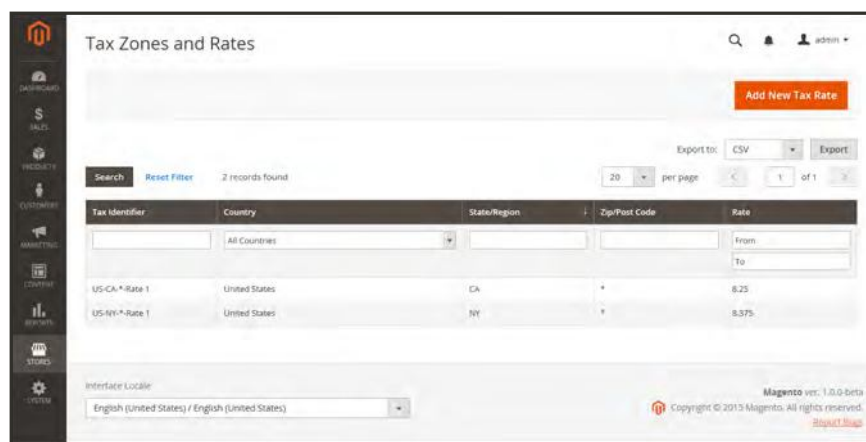 Tax Zones and Rates
admin
DASHBOARD
SALES
PRODUCTS
CUSTOMERS
MARKETING
CONTENT
REPORTS
STORES
SYSTEM
Add New Tax Rate
Export to: CSV Export
Search Reset Filter 2 records found 20 per page 1 of 1
Tax Identifier Country State/Region Zip/Post Code Rate
All Countries From
To
US-CA-*-Rate 1 United States CA * 8.25
US-NY-*-Rate 1 United States NY * 8.375
Interface Locale
English (United States) / English (United States)
Magento ver. 1.0.0-beta
Copyright © 2015 Magento. All rights reserved.
Report Bugs